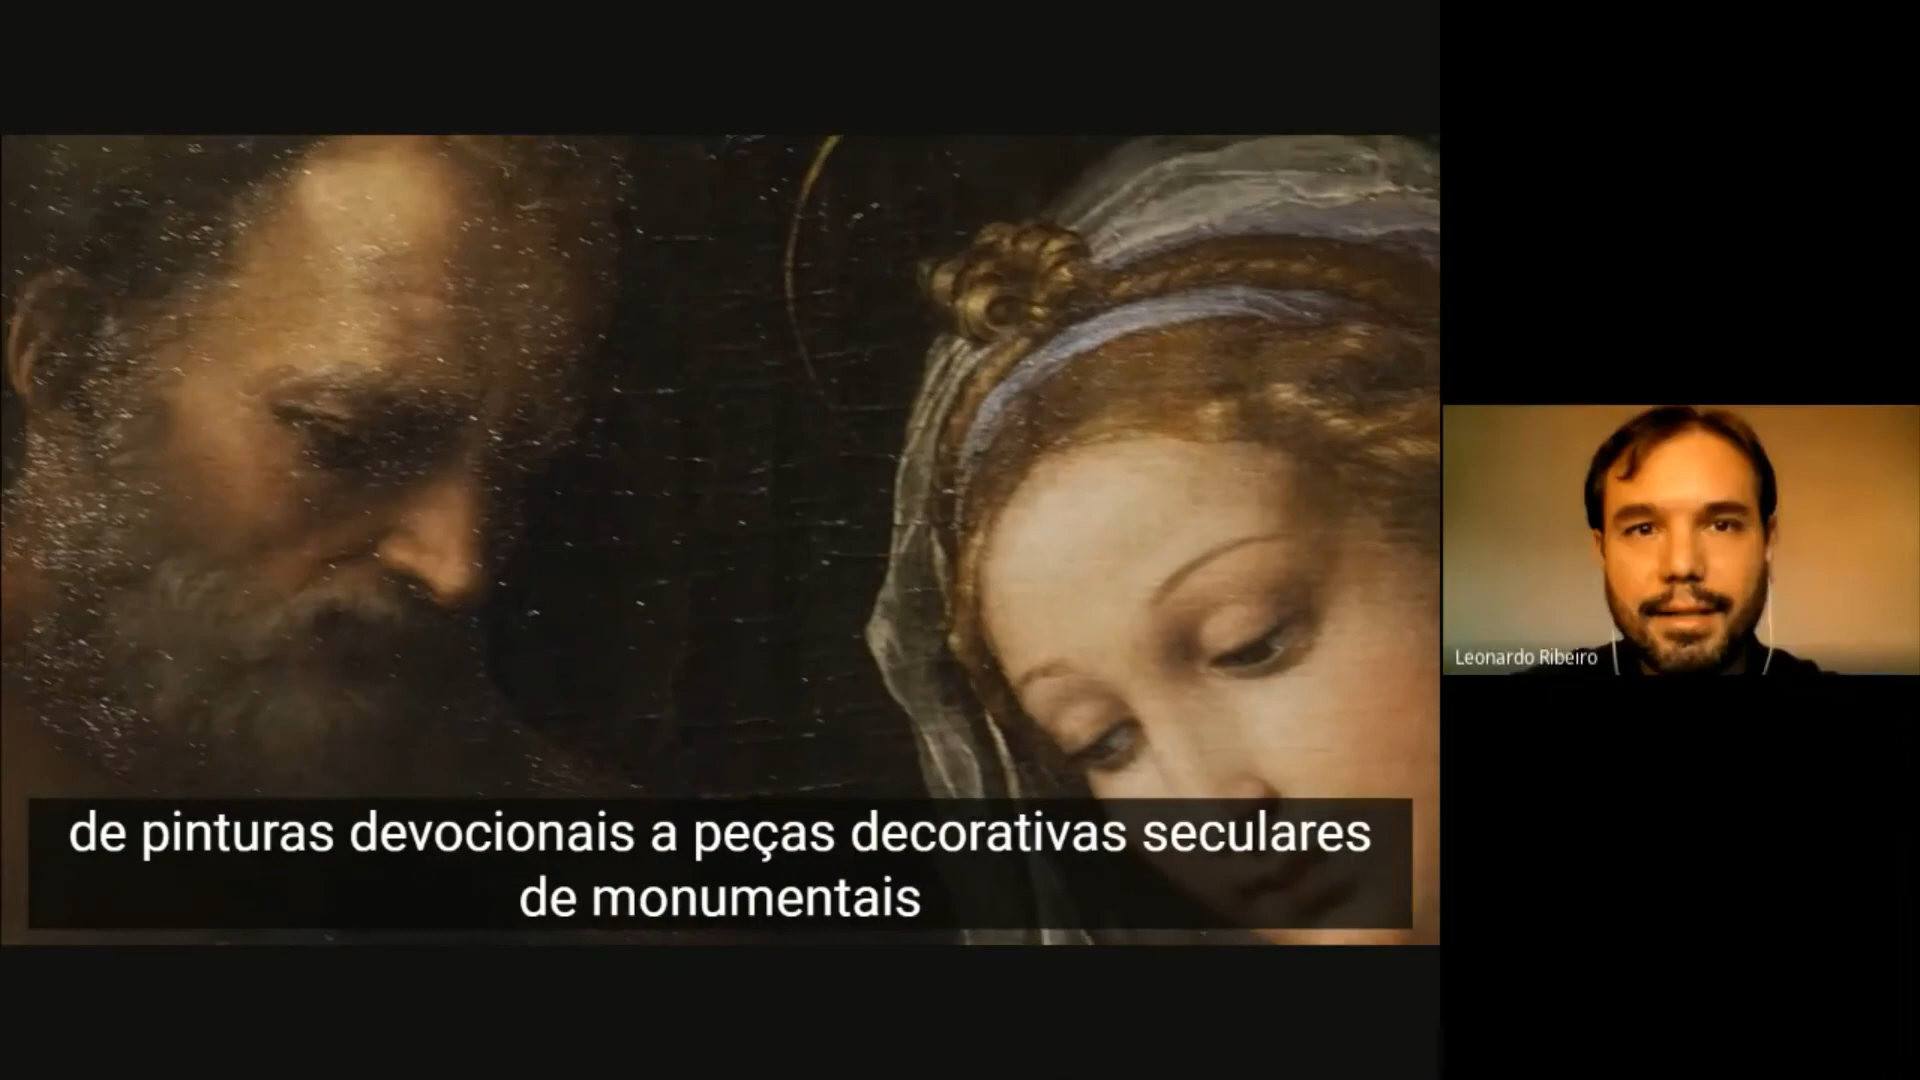 de pinturas devocionais a peças decorativas seculares
de monumentais
Leonardo Ribeiro